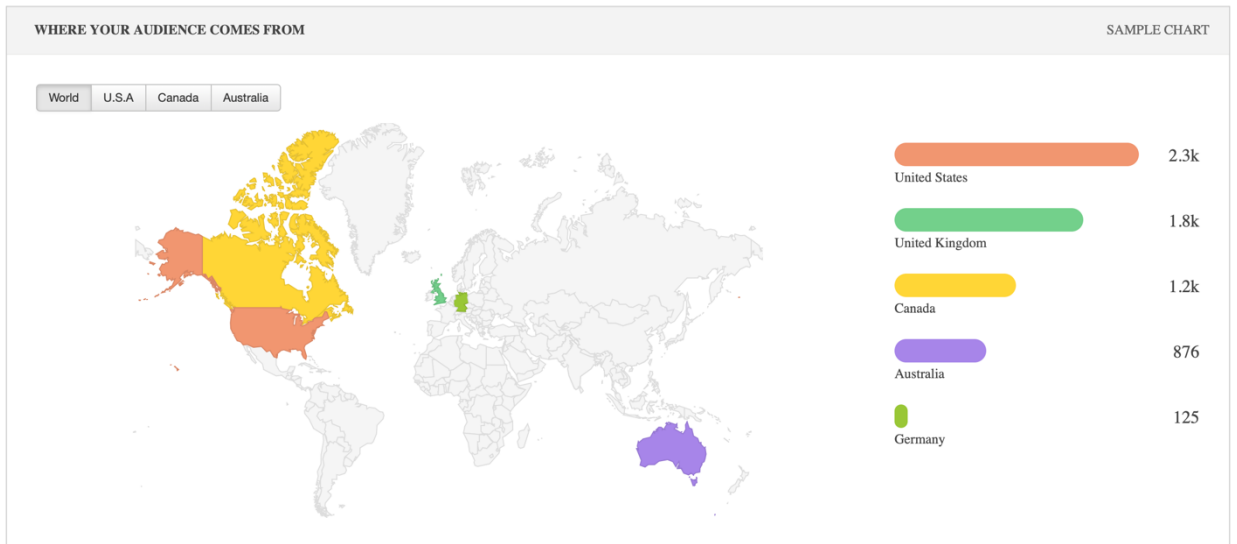 WHERE YOUR AUDIENCE COMES FROM
SAMPLE CHART
World
U.S.A
Canada
Australia
2.3k
United States
1.8k
United Kingdom
1.2k
Canada
876
Australia
125
Germany